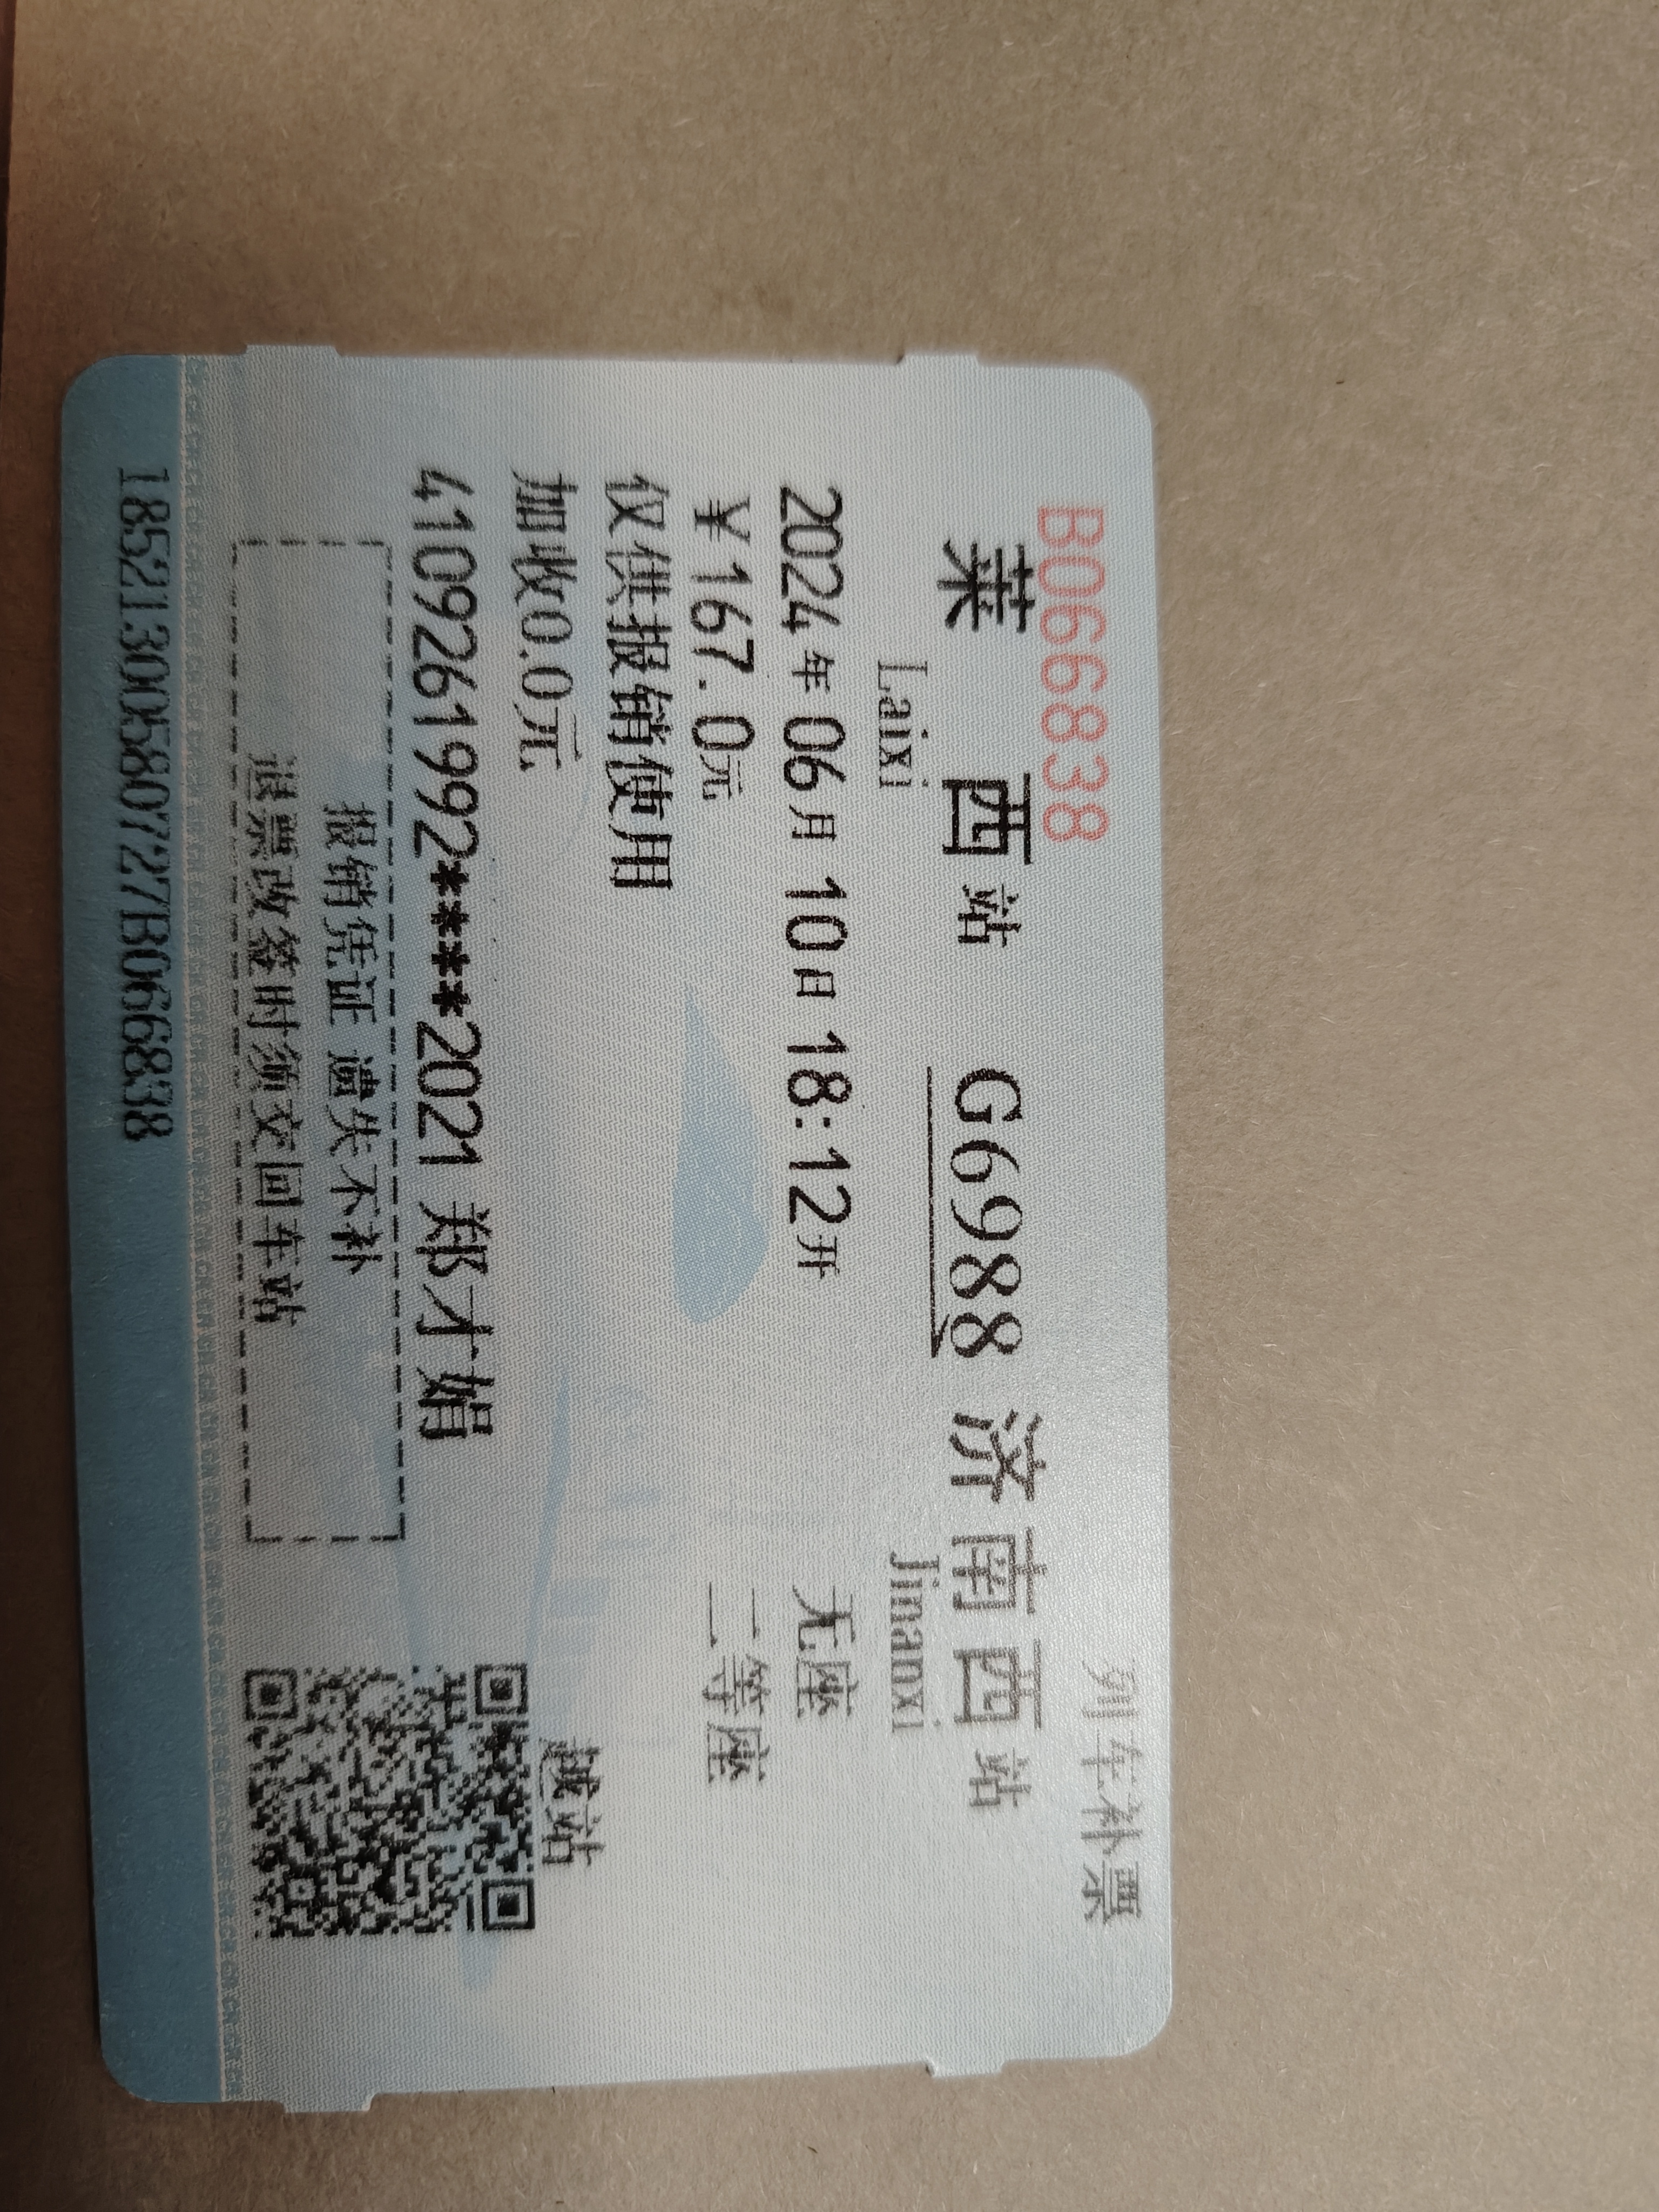 B066838
列车补票
莱西站 G6988 济南西站
Laixi Jinanxi
2024年06月10日18:12开 无座
￥167.0元 二等座
仅供报销使用
加收0.0元 越站
4109261992****2021 郑才娟
报销凭证 遗失不补
退票改签时须交回车站
18521300580727B066838